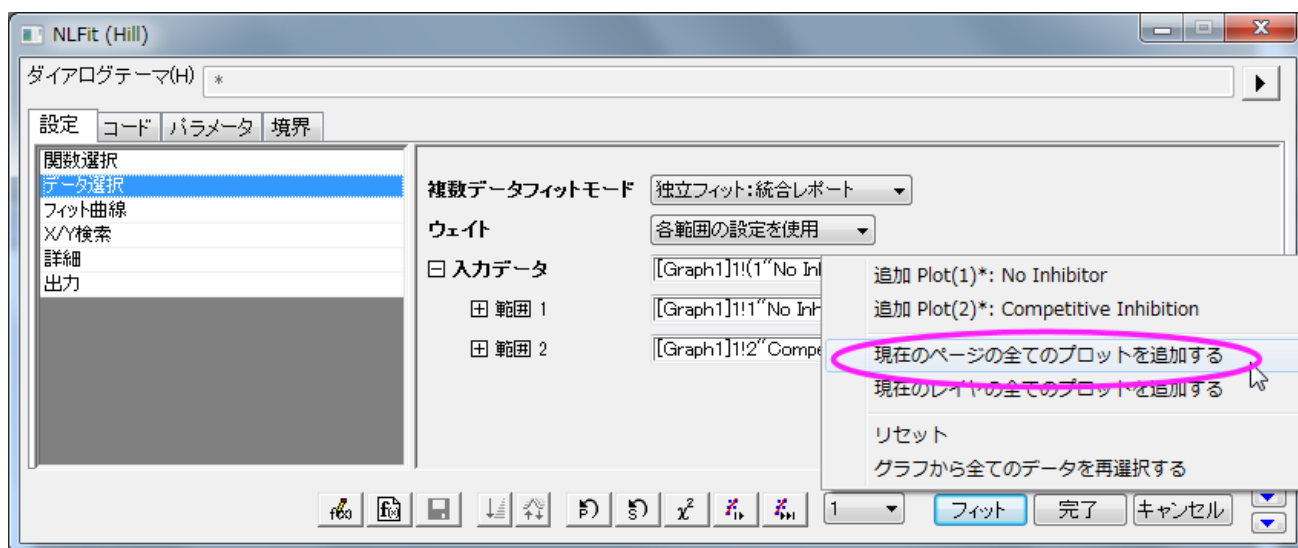 NLFit (Hill)
ダイアログテーマ(H) *
設定 コード パラメータ 境界
関数選択
データ選択
フィット曲線
X/Y検索
詳細
出力
複数データフィットモード 独立フィット:統合レポート
ウェイト 各範囲の設定を使用
入力データ [Graph1]1!(1"No Inl
範囲 1 [Graph1]1!1"No Inh
範囲 2 [Graph1]1!2"Compe
追加 Plot(1)*: No Inhibitor
追加 Plot(2)*: Competitive Inhibition
現在のページの全てのプロットを追加する
現在のレイヤの全てのプロットを追加する
リセット
グラフから全てのデータを再選択する
1 フィット 完了 キャンセル